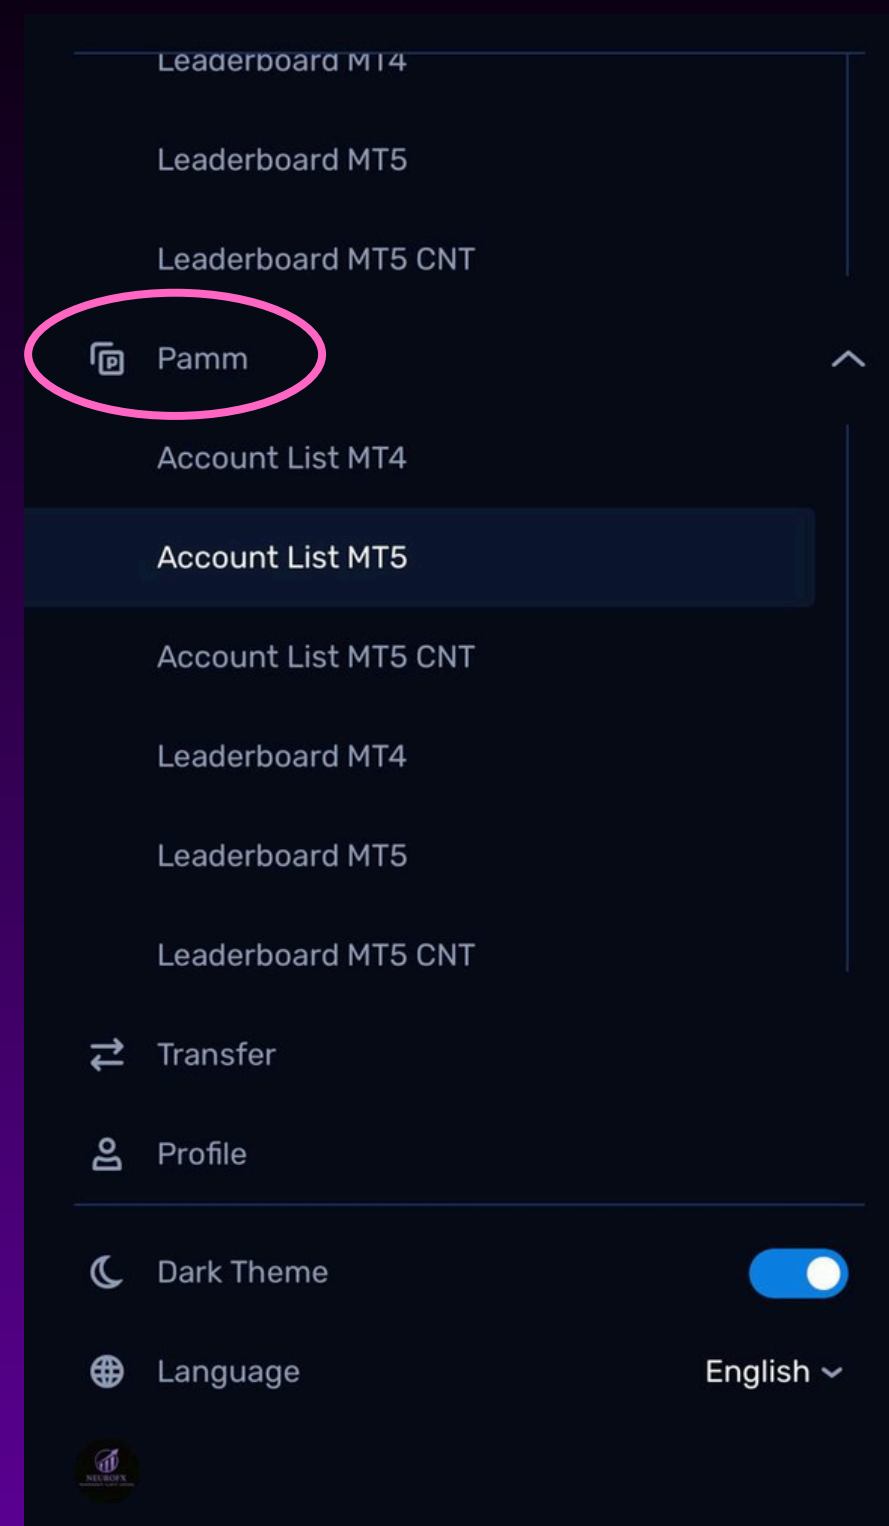 Leaderboard MT4
Leaderboard MT5
Leaderboard MT5 CNT
Pamm
Account List MT4
Account List MT5
Account List MT5 CNT
Leaderboard MT4
Leaderboard MT5
Leaderboard MT5 CNT
Transfer
Profile
Dark Theme
Language English
NEUROFX